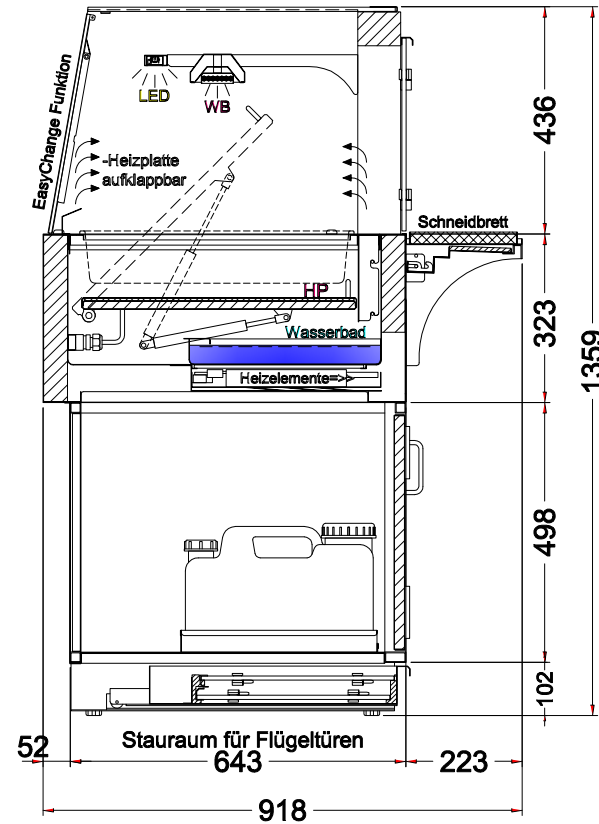 EasyChange Funktion
LED
WB
-Heizplatte
aufklappbar
Schneidbrett
HP
Wasserbad
Heizelemente=>>
436
323
1359
498
102
Stauraum für Flügeltüren
52
643
223
918